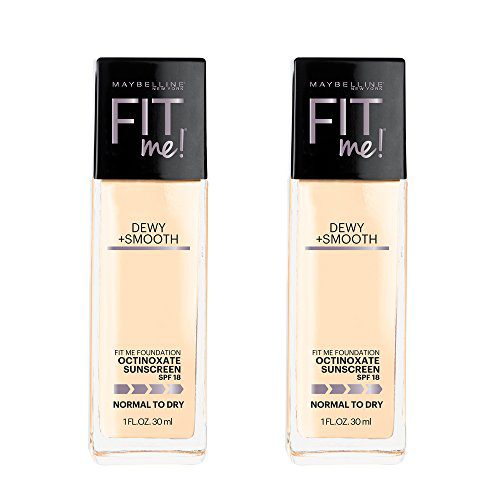 MAYBELLINE
NEW YORK
FIT
me!
DEWY
+SMOOTH
FIT ME FOUNDATION
OCTINOXATE
SUNSCREEN
SPF 18
NORMAL TO DRY
1 FL.OZ. 30 ml
MAYBELLINE
NEW YORK
FIT
me!
DEWY
+SMOOTH
FIT ME FOUNDATION
OCTINOXATE
SUNSCREEN
SPF 18
NORMAL TO DRY
1 FL.OZ. 30 ml